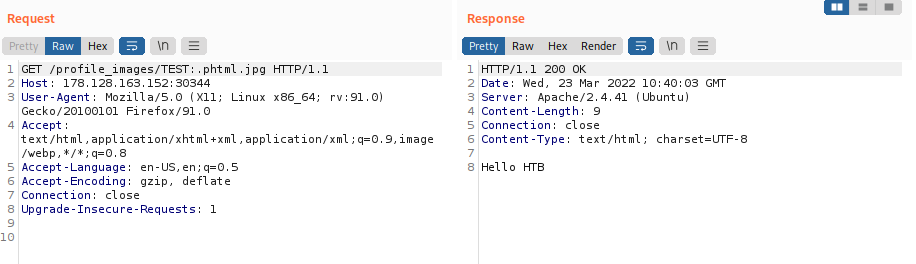 Request
Pretty Raw Hex \n
1 GET /profile_images/TEST:.phtml.jpg HTTP/1.1
2 Host: 178.128.163.152:30344
3 User-Agent: Mozilla/5.0 (X11; Linux x86_64; rv:91.0)
Gecko/20100101 Firefox/91.0
4 Accept:
text/html,application/xhtml+xml,application/xml;q=0.9,image
/webp,*/*;q=0.8
5 Accept-Language: en-US,en;q=0.5
6 Accept-Encoding: gzip, deflate
7 Connection: close
8 Upgrade-Insecure-Requests: 1
9
10
Response
Pretty Raw Hex Render \n
1 HTTP/1.1 200 OK
2 Date: Wed, 23 Mar 2022 10:40:03 GMT
3 Server: Apache/2.4.41 (Ubuntu)
4 Content-Length: 9
5 Connection: close
6 Content-Type: text/html; charset=UTF-8
7
8 Hello HTB